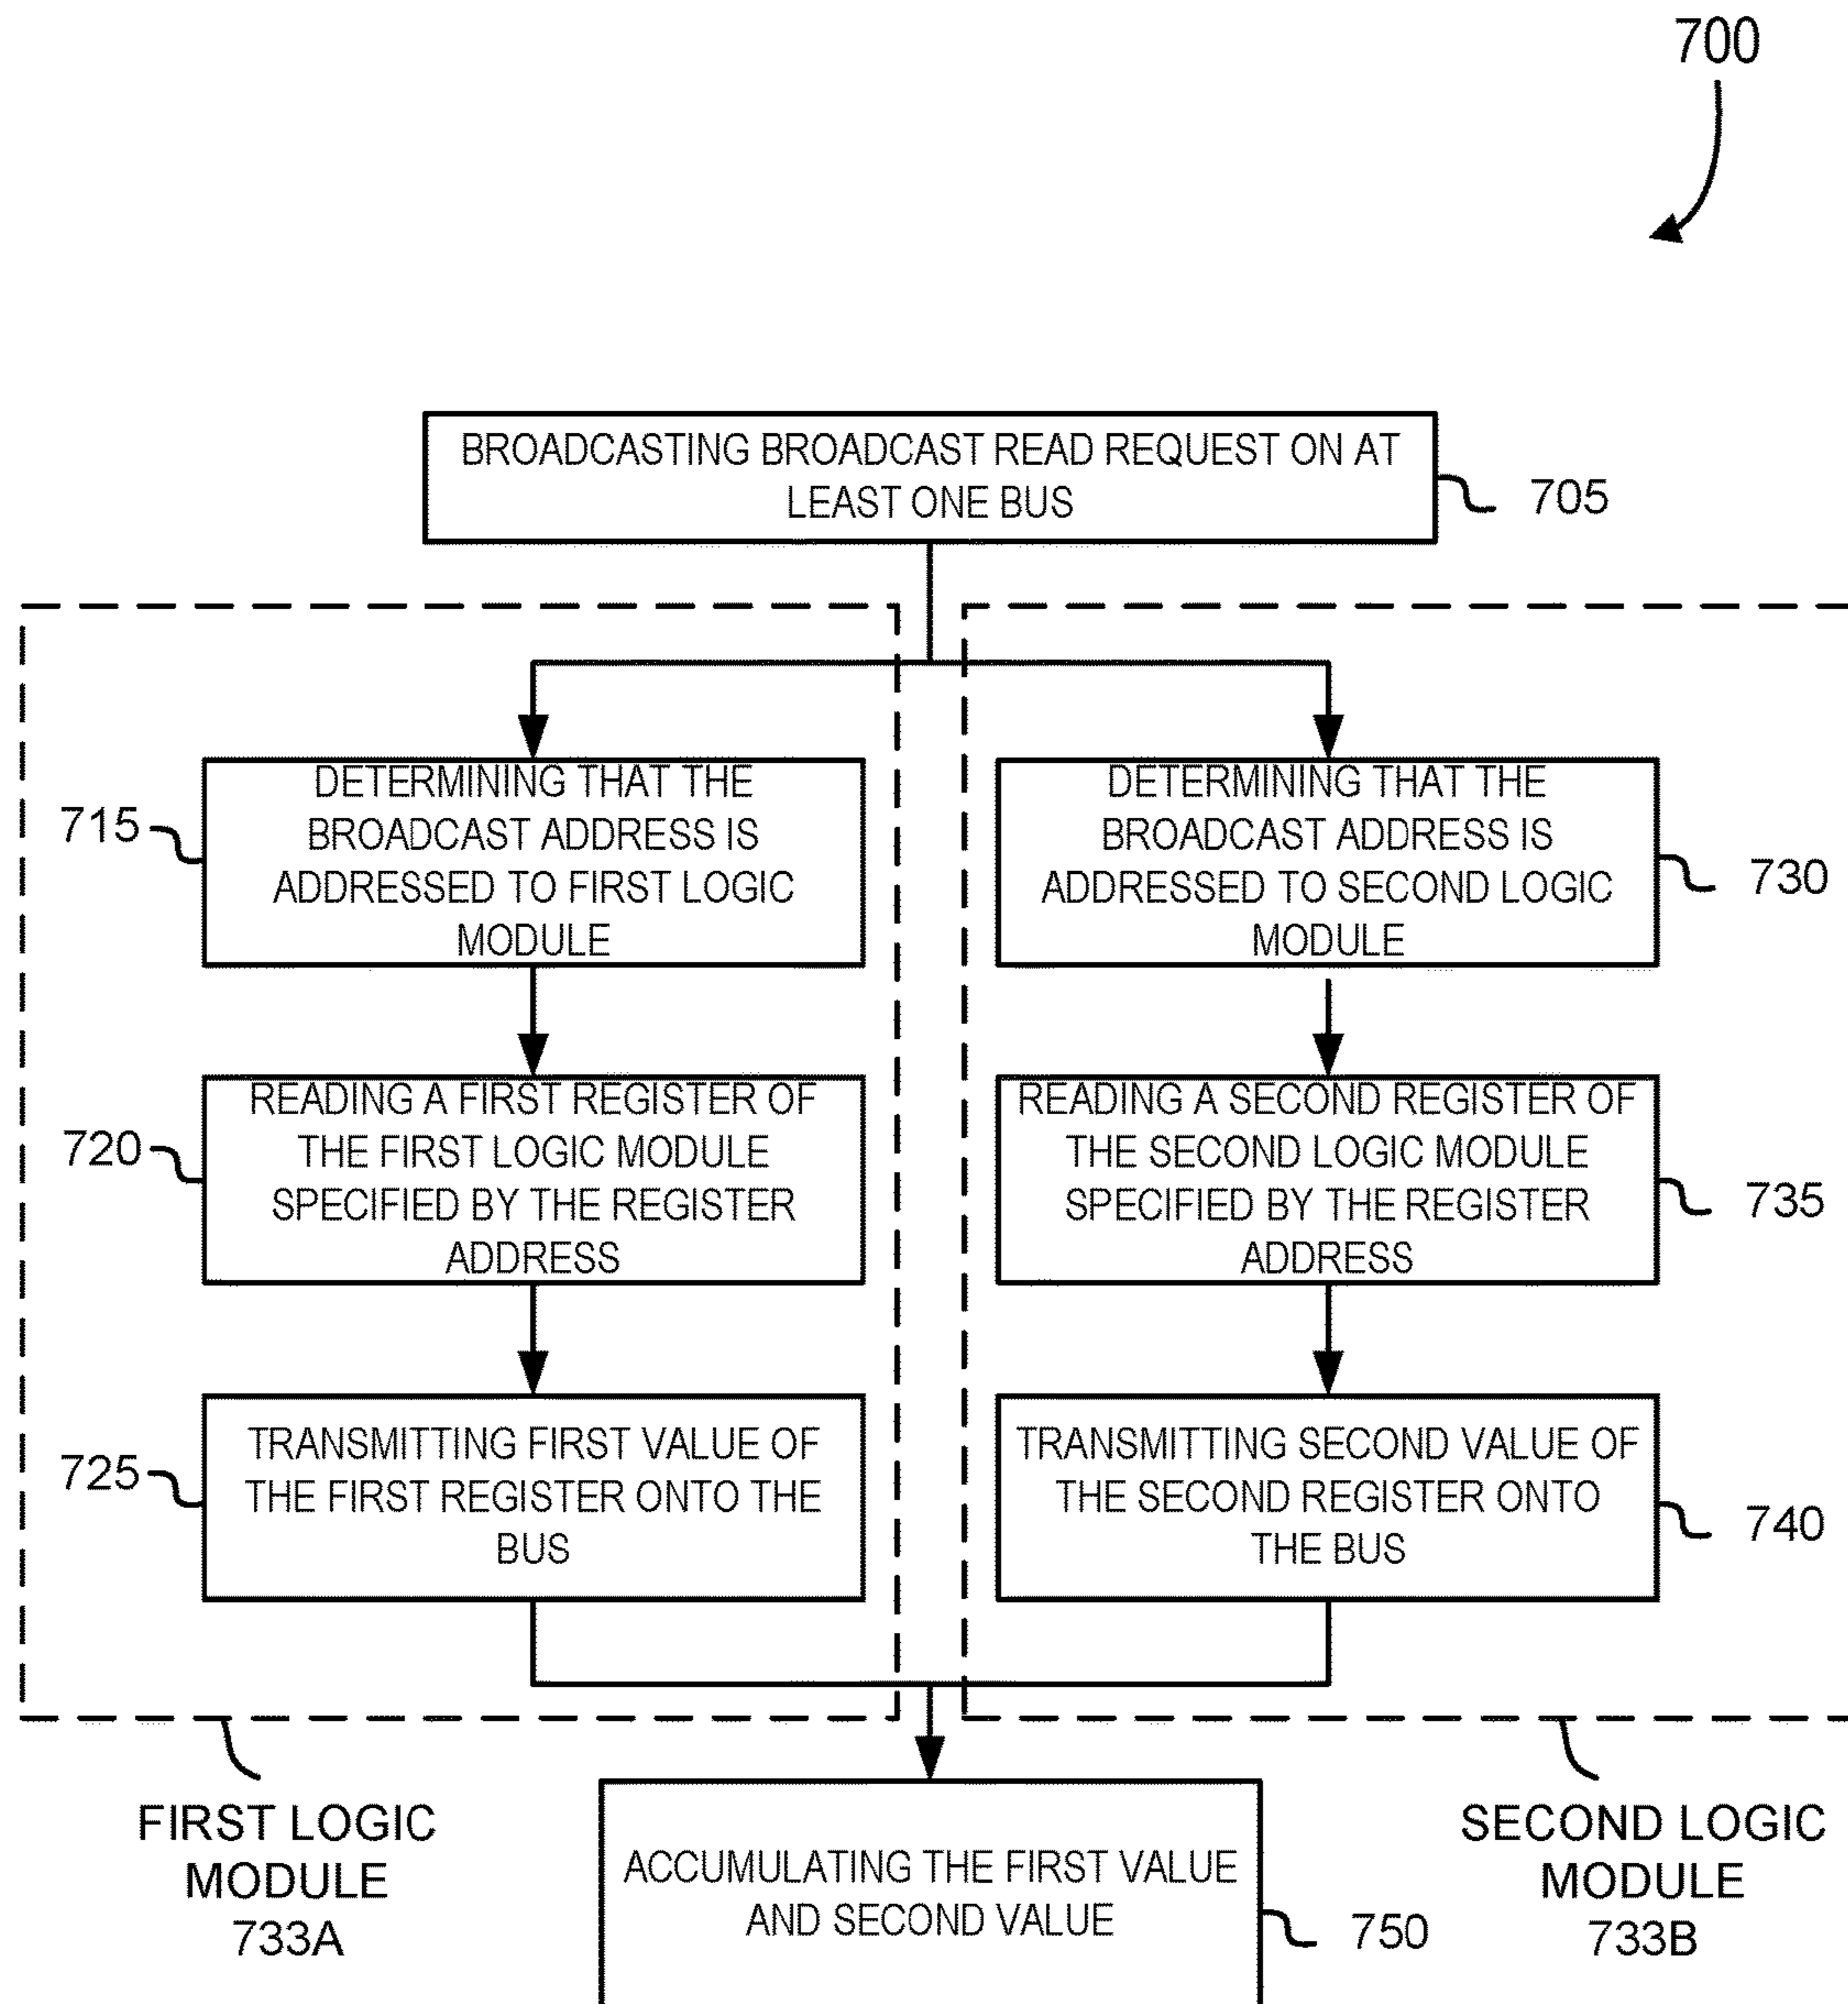 700
BROADCASTING BROADCAST READ REQUEST ON AT
LEAST ONE BUS
705
DETERMINING THAT THE
BROADCAST ADDRESS IS
ADDRESSED TO FIRST LOGIC
MODULE
715
DETERMINING THAT THE
BROADCAST ADDRESS IS
ADDRESSED TO SECOND LOGIC
MODULE
730
READING A FIRST REGISTER OF
THE FIRST LOGIC MODULE
SPECIFIED BY THE REGISTER
ADDRESS
720
READING A SECOND REGISTER OF
THE SECOND LOGIC MODULE
SPECIFIED BY THE REGISTER
ADDRESS
735
TRANSMITTING FIRST VALUE OF
THE FIRST REGISTER ONTO THE
BUS
725
TRANSMITTING SECOND VALUE OF
THE SECOND REGISTER ONTO
THE BUS
740
FIRST LOGIC
MODULE
733A
ACCUMULATING THE FIRST VALUE
AND SECOND VALUE
750
SECOND LOGIC
MODULE
733B